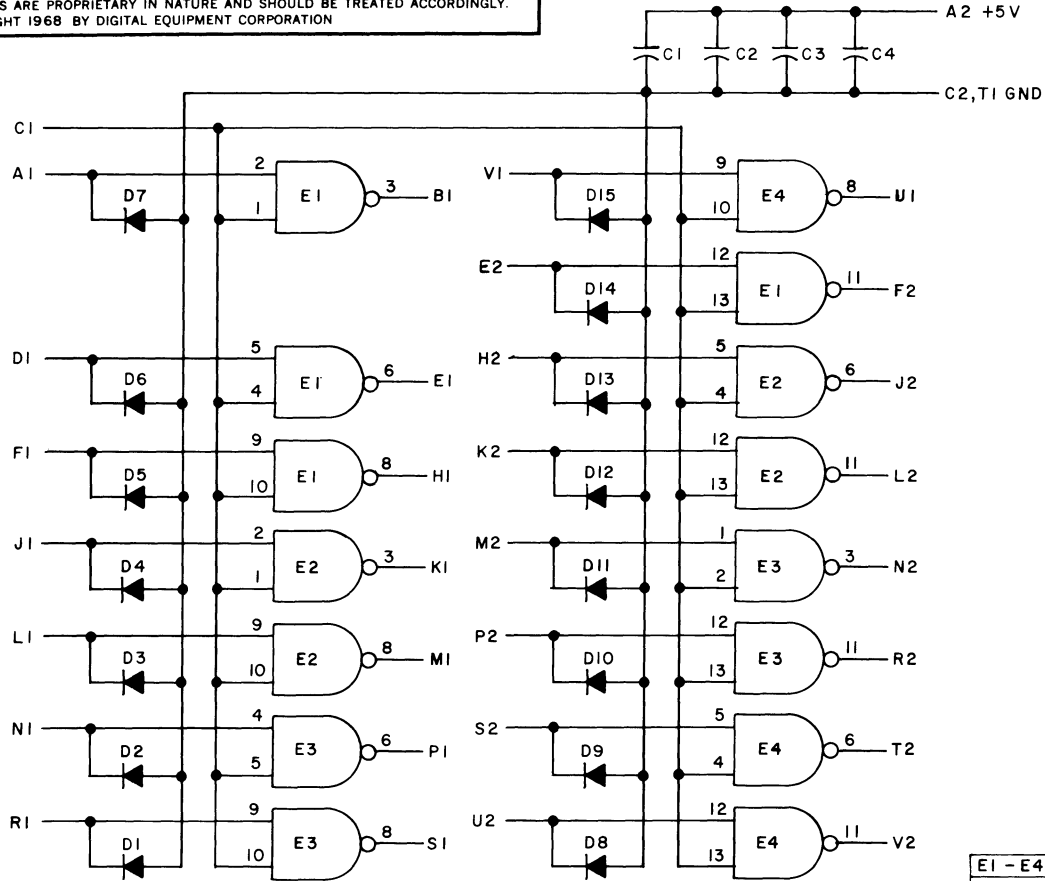 S ARE PROPRIETARY IN NATURE AND SHOULD BE TREATED ACCORDINGLY.
GHT 1968 BY DIGITAL EQUIPMENT CORPORATION
A2 +5V
C1 C2 C3 C4
C2,T1 GND
C1
A1 D7 2 1 E1 3 B1
V1 D15 9 10 E4 8 U1
E2 D14 12 13 E1 11 F2
D1 D6 5 4 E1 6 E1
H2 D13 5 4 E2 6 J2
F1 D5 9 10 E1 8 H1
K2 D12 12 13 E2 11 L2
J1 D4 2 1 E2 3 K1
M2 D11 1 2 E3 3 N2
L1 D3 9 10 E2 8 M1
P2 D10 12 13 E3 11 R2
N1 D2 4 5 E3 6 P1
S2 D9 5 4 E4 6 T2
R1 D1 9 10 E3 8 S1
U2 D8 12 13 E4 11 V2
E1 - E4